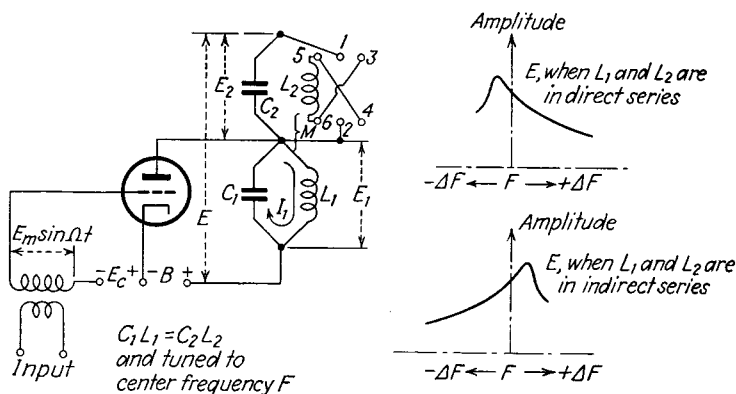 1
5
3
L2
C2
E2
4
M
6
2
C1
L1
I1
E1
E
Em sin Ωt
- Ec + - B +
Input
C1L1 = C2L2
and tuned to
center frequency F
Amplitude
E, when L1 and L2 are
in direct series
-ΔF ← F → +ΔF
Amplitude
E, when L1 and L2 are
in indirect series
-ΔF ← F → +ΔF